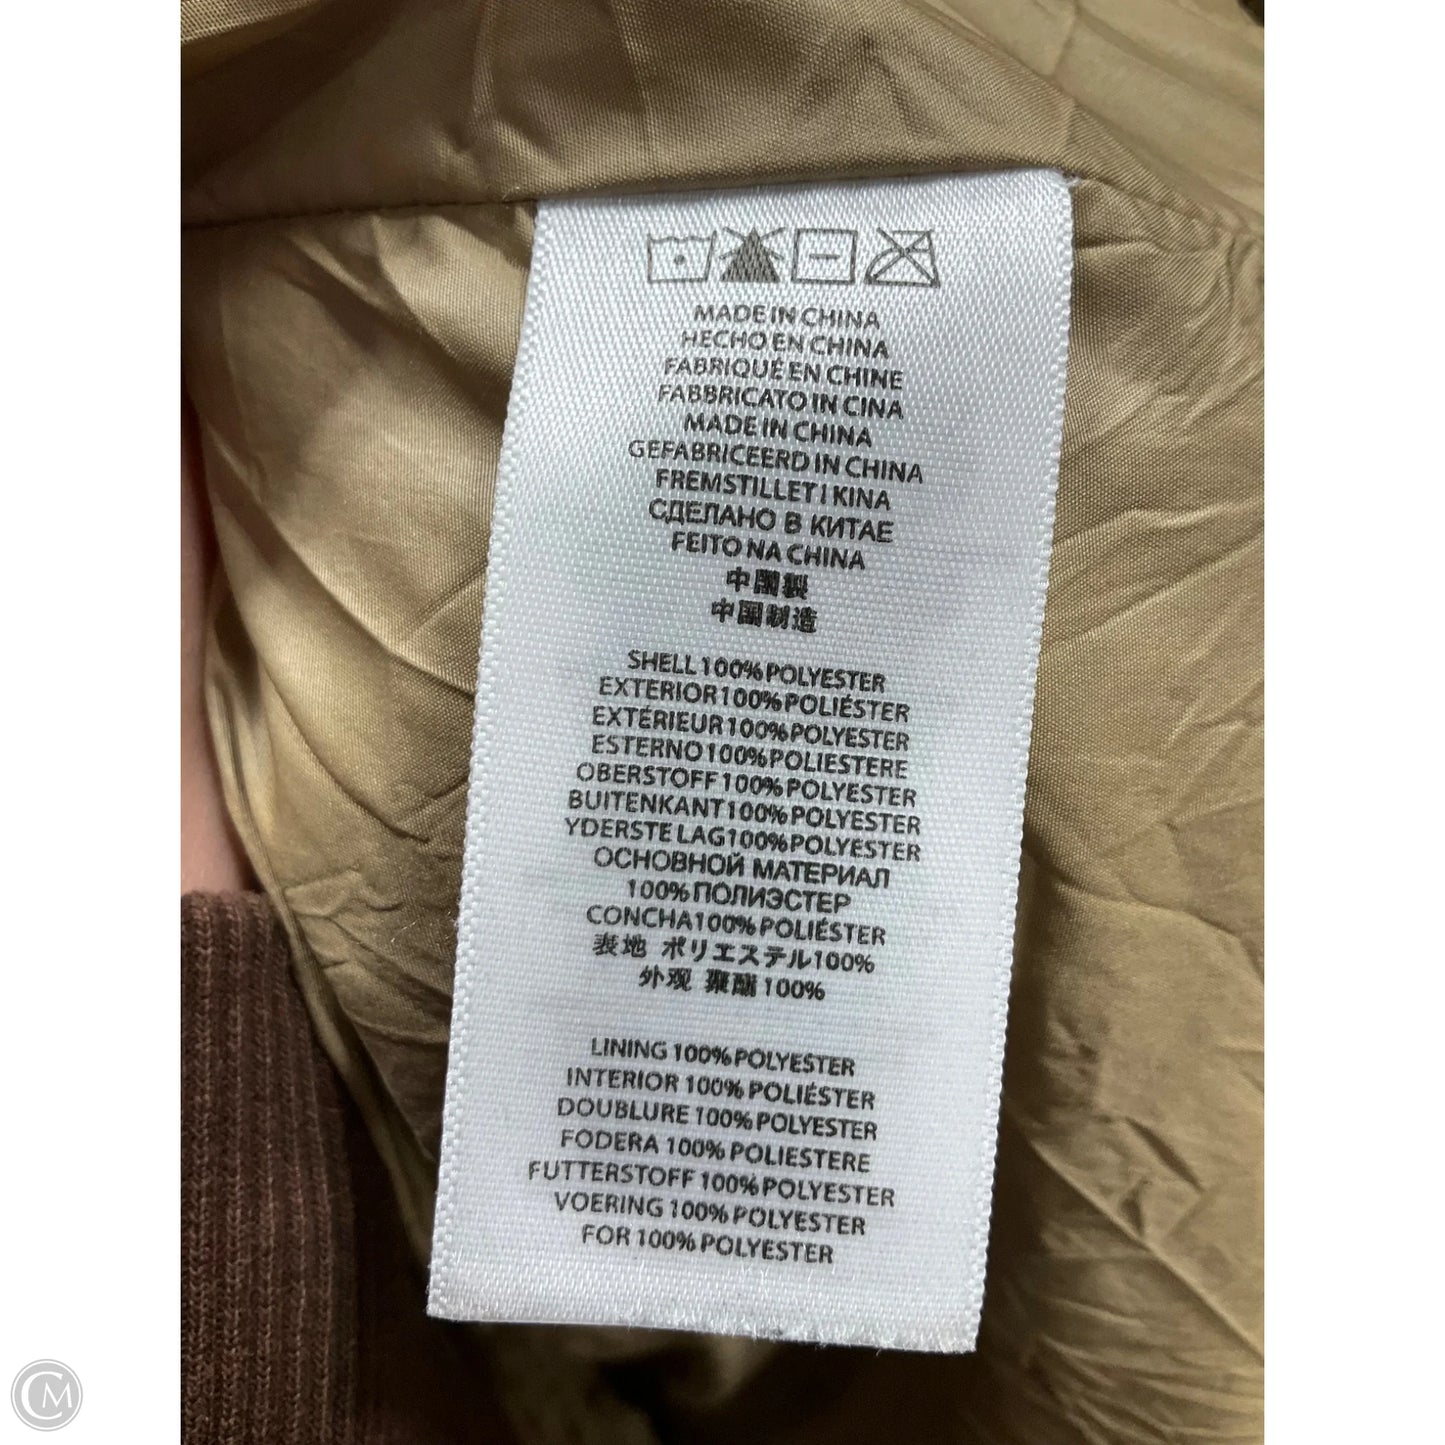 MADE IN CHINA
HECHO EN CHINA
FABRIQUÉ EN CHINE
FABBRICATO IN CINA
MADE IN CHINA
GEFABRICEERD IN CHINA
FREMSTILLET I KINA
СДЕЛАНО В КИТАЕ
FEITO NA CHINA
中國製
中国制造
SHELL 100% POLYESTER
EXTERIOR 100% POLIÉSTER
EXTÉRIEUR 100% POLYESTER
ESTERNO 100% POLIESTERE
OBERSTOFF 100% POLYESTER
BUITENKANT 100% POLYESTER
YDERSTE LAG 100% POLYESTER
ОСНОВНОЙ МАТЕРИАЛ
100% ПОЛИЭСТЕР
CONCHA 100% POLIÉSTER
表地 ポリエステル100%
外观 聚酯 100%
LINING 100% POLYESTER
INTERIOR 100% POLIÉSTER
DOUBLURE 100% POLYESTER
FODERA 100% POLIESTERE
FUTTERSTOFF 100% POLYESTER
VOERING 100% POLYESTER
FOR 100% POLYESTER
CM